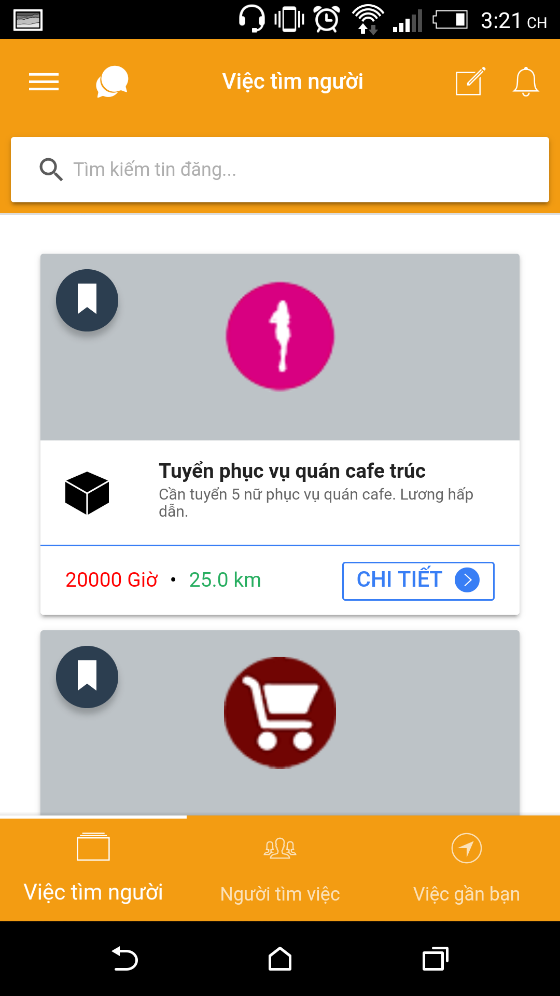 3:21 CH
Việc tìm người
Tìm kiếm tin đăng...
Tuyển phục vụ quán cafe trúc
Cần tuyển 5 nữ phục vụ quán cafe. Lương hấp
dẫn.
20000 Giờ • 25.0 km
CHI TIẾT
Việc tìm người
Người tìm việc
Việc gần bạn